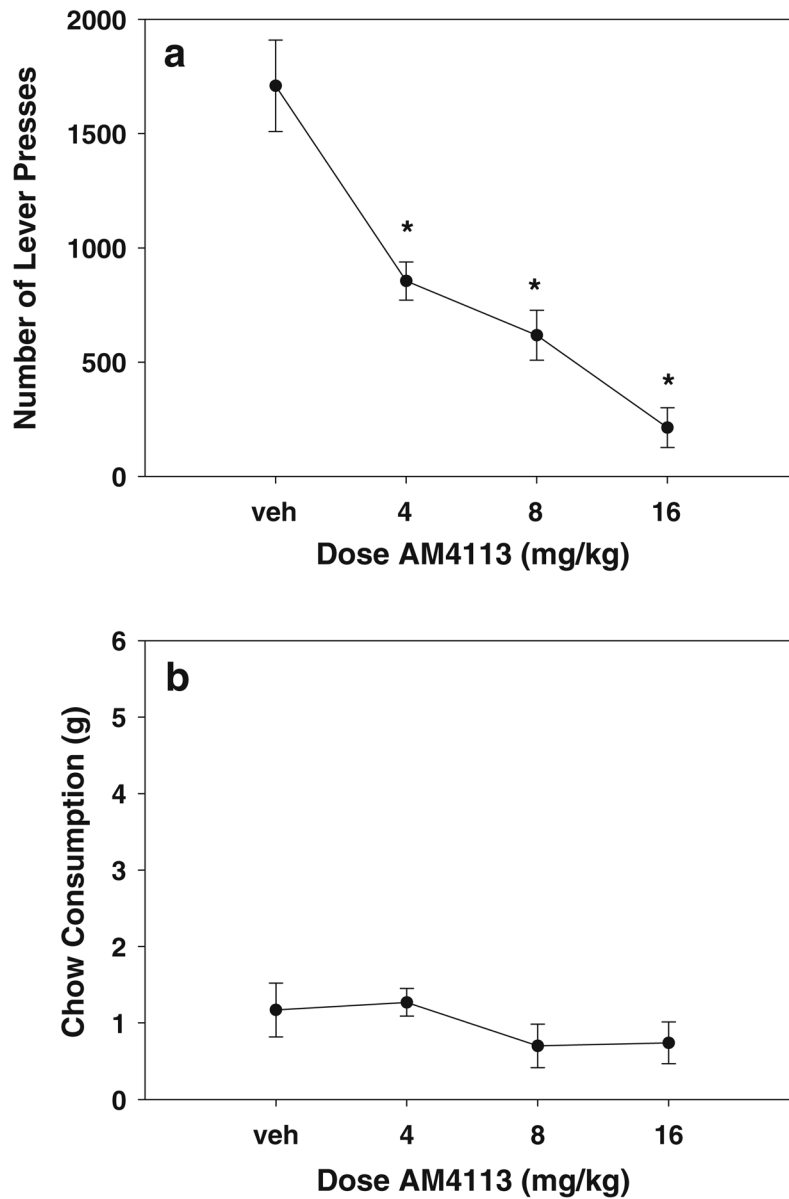 a
Number of Lever Presses
2000
1500
1000
500
0
*
*
*
veh 4 8 16
Dose AM4113 (mg/kg)
b
Chow Consumption (g)
6
5
4
3
2
1
0
veh 4 8 16
Dose AM4113 (mg/kg)